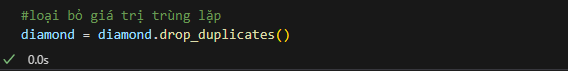 #loại bỏ giá trị trùng lặp
diamond = diamond.drop_duplicates()
0.0s